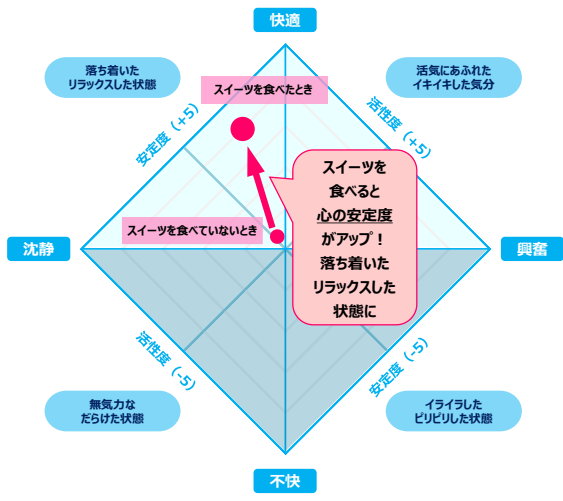 快適
落ち着いた
リラックスした状態
活気にあふれた
イキイキした気分
スイーツを食べたとき
安定度（+5）
活性度（+5）
スイーツを
食べると
心の安定度
がアップ！
落ち着いた
リラックスした
状態に
スイーツを食べていないとき
沈静
興奮
活性度（-5）
安定度（-5）
無気力な
だらけた状態
イライラした
ピリピリした状態
不快